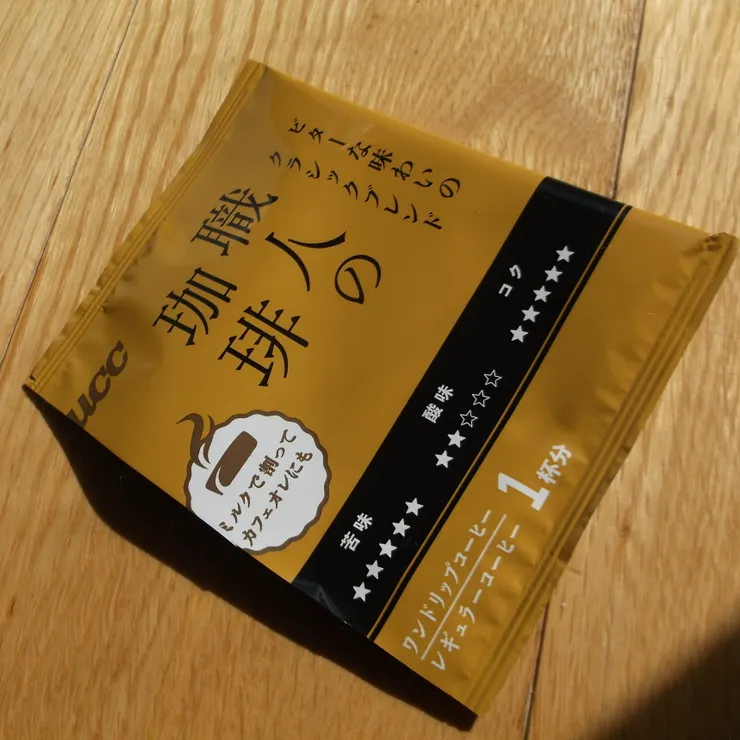 ucc
職人の
珈琲
ビターな味わいの
クラシックブレンド
ミルクで割って
カフェオレにも
苦味
★★★★★
酸味
★★☆☆☆
コク
★★★★★
ワンドリップコーヒー
レギュラーコーヒー
1杯分